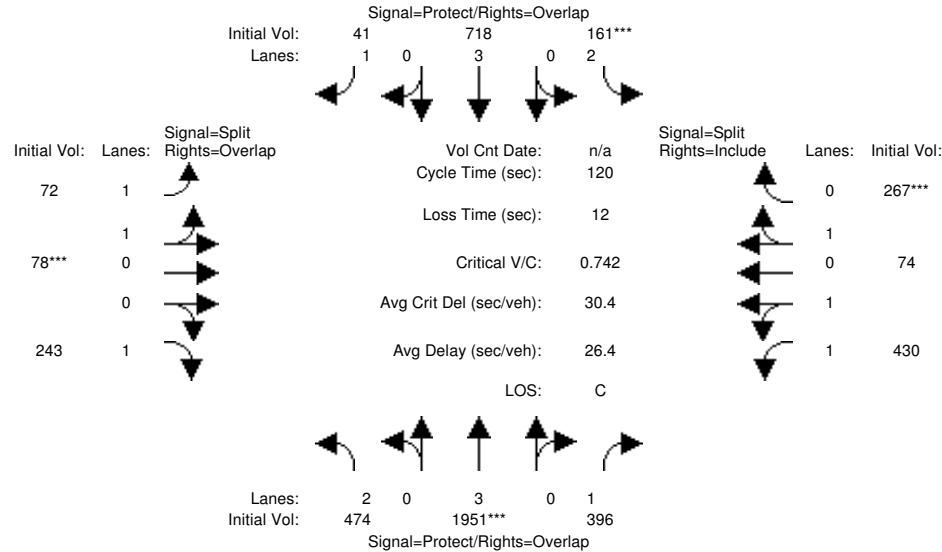 Signal=Protect/Rights=Overlap
Initial Vol: 41 718 161***
Lanes: 1 0 3 0 2
Signal=Split Signal=Split
Initial Vol: Lanes: Rights=Overlap Vol Cnt Date: n/a Rights=Include Lanes: Initial Vol:
Cycle Time (sec): 120
72 1 0 267***
Loss Time (sec): 12
1 1
78*** 0 Critical V/C: 0.742 0 74
0 Avg Crit Del (sec/veh): 30.4 1
243 1 Avg Delay (sec/veh): 26.4 1 430
LOS: C
Lanes: 2 0 3 0 1
Initial Vol: 474 1951*** 396
Signal=Protect/Rights=Overlap